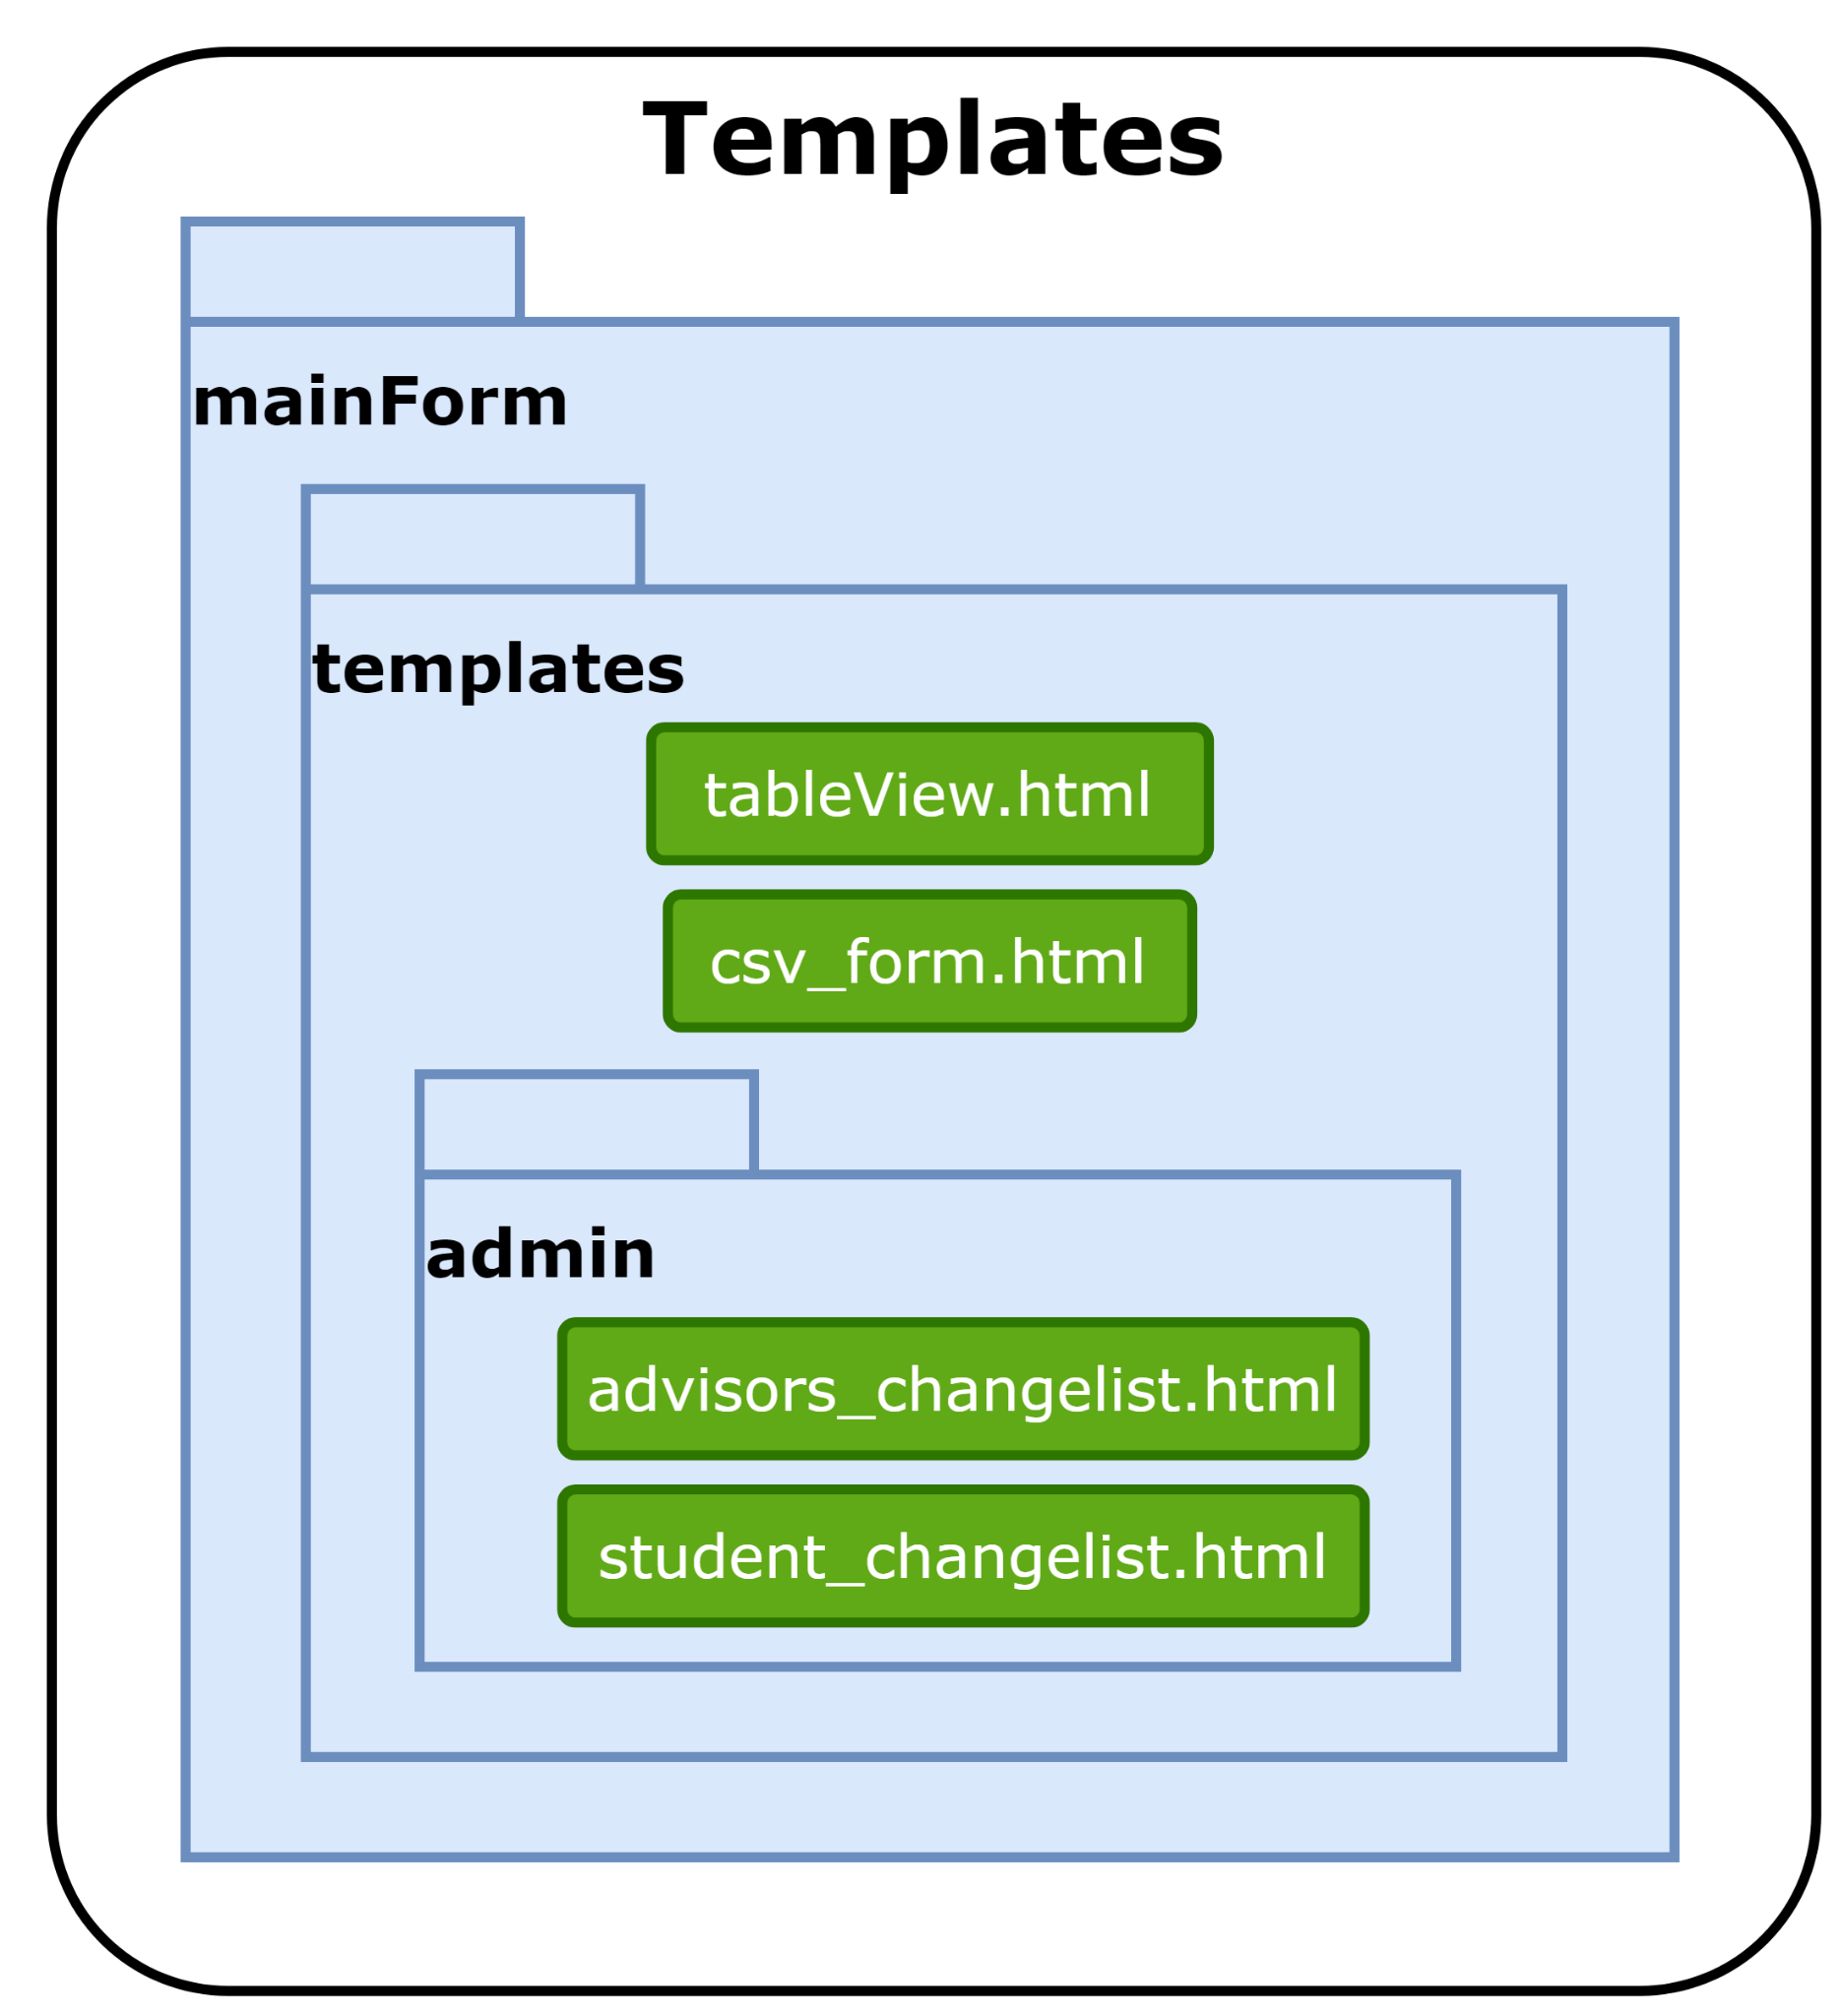 Templates
mainForm
templates
tableView.html
csv_form.html
admin
advisors_changelist.html
student_changelist.html